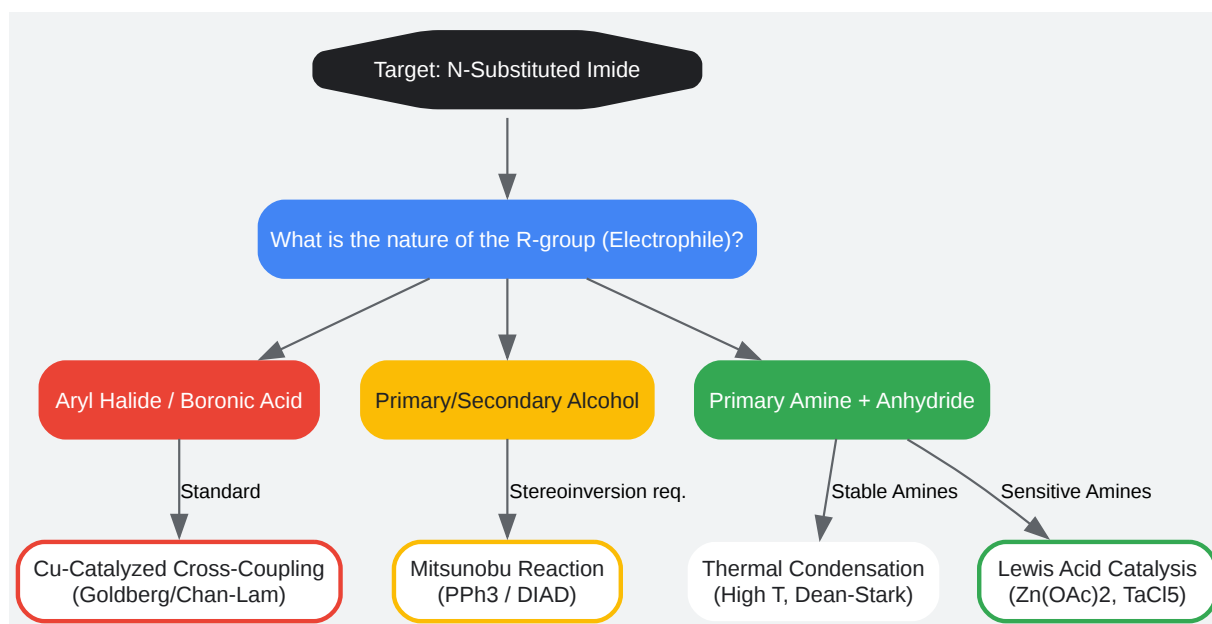 Target: N-Substituted Imide
What is the nature of the R-group (Electrophile)?
Aryl Halide / Boronic Acid
Primary/Secondary Alcohol
Primary Amine + Anhydride
Standard
Stereoinversion req.
Stable Amines
Sensitive Amines
Cu-Catalyzed Cross-Coupling
(Goldberg/Chan-Lam)
Mitsunobu Reaction
(PPh3 / DIAD)
Thermal Condensation
(High T, Dean-Stark)
Lewis Acid Catalysis
(Zn(OAc)2, TaCl5)